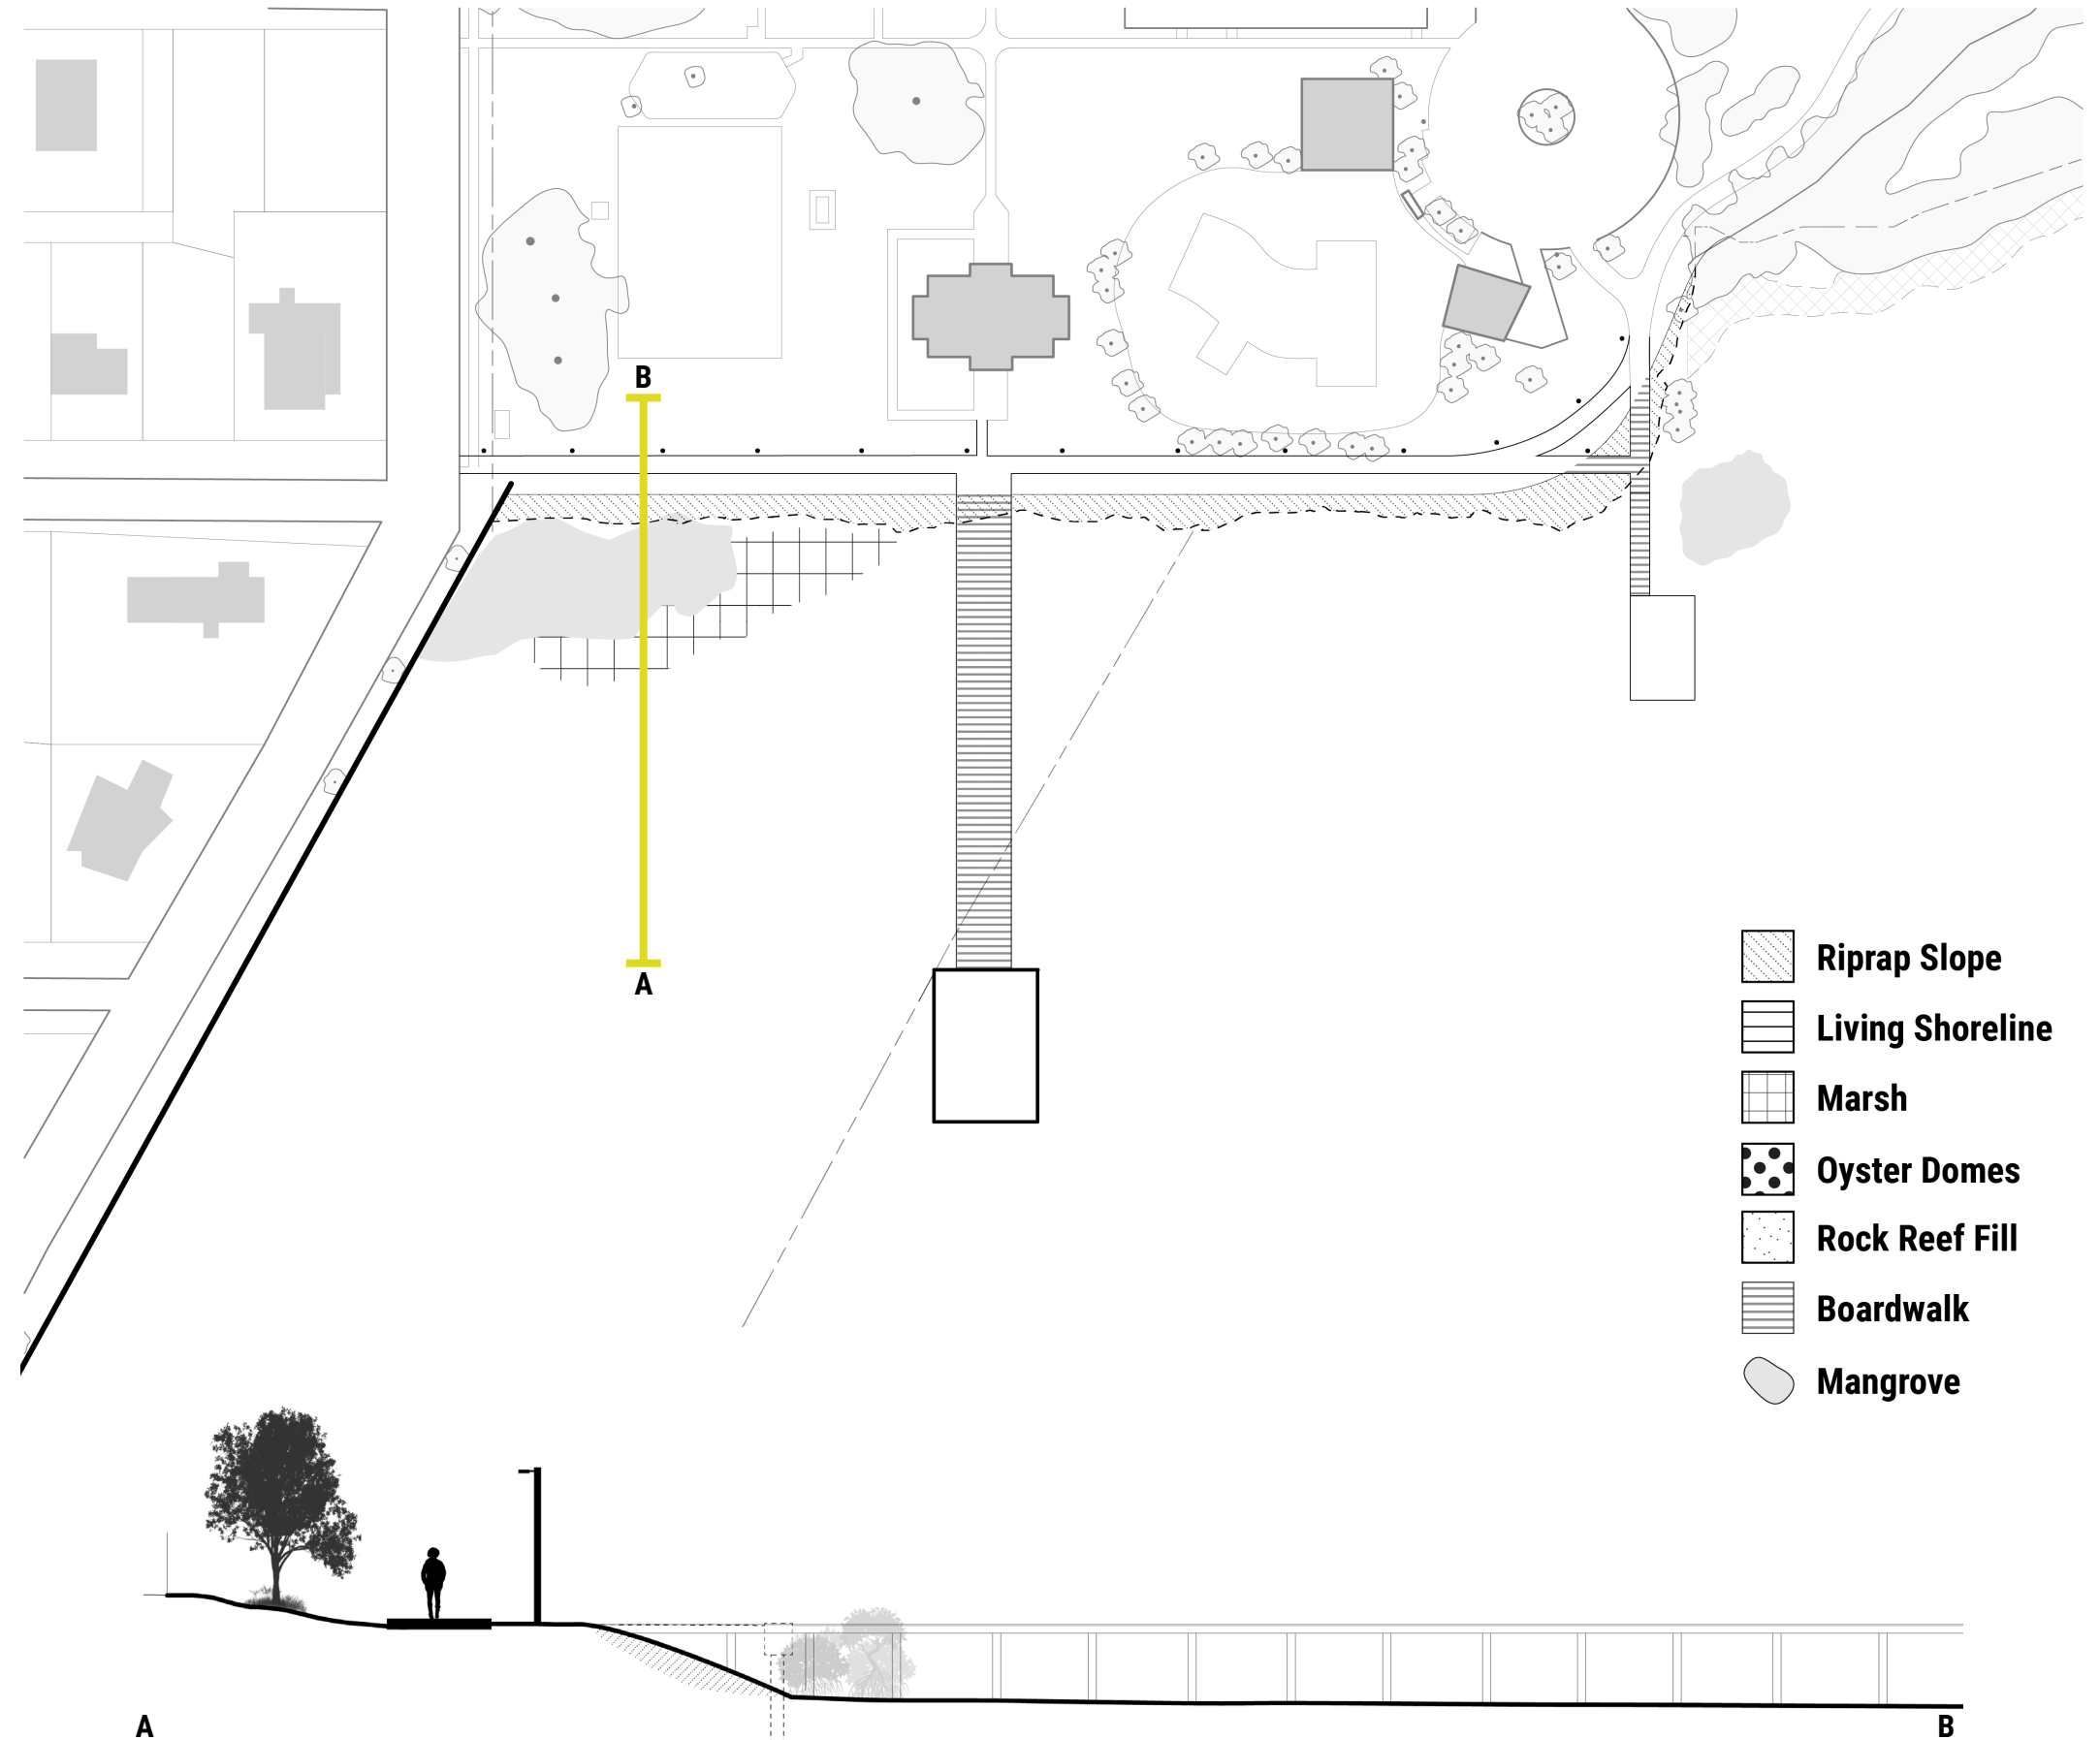 B
A
Riprap Slope
Living Shoreline
Marsh
Oyster Domes
Rock Reef Fill
Boardwalk
Mangrove
A
B